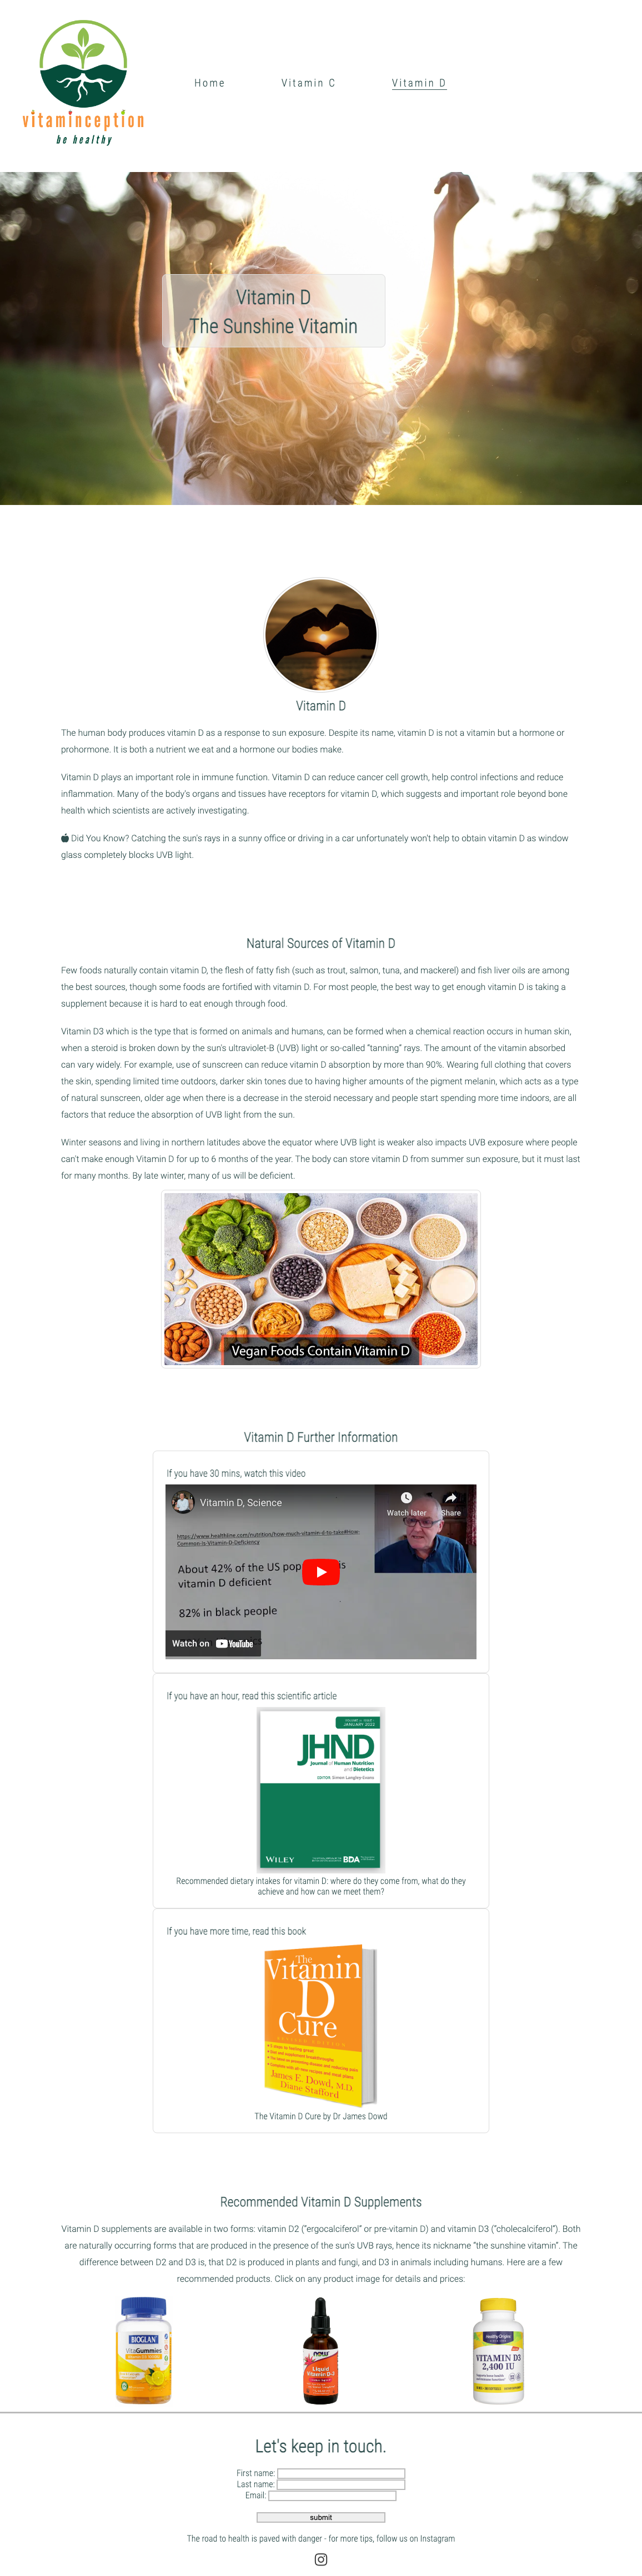 vitaminception
be healthy
Home
Vitamin C
Vitamin D
Vitamin D
The Sunshine Vitamin
Vitamin D
The human body produces vitamin D as a response to sun exposure. Despite its name, vitamin D is not a vitamin but a hormone or
prohormone. It is both a nutrient we eat and a hormone our bodies make.
Vitamin D plays an important role in immune function. Vitamin D can reduce cancer cell growth, help control infections and reduce
inflammation. Many of the body's organs and tissues have receptors for vitamin D, which suggests and important role beyond bone
health which scientists are actively investigating.
Did You Know? Catching the sun's rays in a sunny office or driving in a car unfortunately won't help to obtain vitamin D as window
glass completely blocks UVB light.
Natural Sources of Vitamin D
Few foods naturally contain vitamin D, the flesh of fatty fish (such as trout, salmon, tuna, and mackerel) and fish liver oils are among
the best sources, though some foods are fortified with vitamin D. For most people, the best way to get enough vitamin D is taking a
supplement because it is hard to eat enough through food.
Vitamin D3 which is the type that is formed on animals and humans, can be formed when a chemical reaction occurs in human skin,
when a steroid is broken down by the sun's ultraviolet-B (UVB) light or so-called "tanning" rays. The amount of the vitamin absorbed
can vary widely. For example, use of sunscreen can reduce vitamin D absorption by more than 90%. Wearing full clothing that covers
the skin, spending limited time outdoors, darker skin tones due to having higher amounts of the pigment melanin, which acts as a type
of natural sunscreen, older age when there is a decrease in the steroid necessary and people start spending more time indoors, are all
factors that reduce the absorption of UVB light from the sun.
Winter seasons and living in northern latitudes above the equator where UVB light is weaker also impacts UVB exposure where people
can't make enough Vitamin D for up to 6 months of the year. The body can store vitamin D from summer sun exposure, but it must last
for many months. By late winter, many of us will be deficient.
Vegan Foods Contain Vitamin D
Vitamin D Further Information
If you have 30 mins, watch this video
Vitamin D, Science
Watch later
Share
https://www.healthline.com/nutrition/how-much-vitamin-d-to-take#How-
Common-Is-Vitamin-D-Deficiency
About 42% of the US pop is
vitamin D deficient
82% in black people
Watch on YouTube
If you have an hour, read this scientific article
JANUARY 2022
JHND
Journal of Human Nutrition
and Dietetics
EDITOR Simon Langley-Evans
WILEY
BDA
Recommended dietary intakes for vitamin D: where do they come from, what do they
achieve and how can we meet them?
If you have more time, read this book
The
Vitamin
D
Cure
James E. Dowd, M.D.
Diane Stafford
The Vitamin D Cure by Dr James Dowd
Recommended Vitamin D Supplements
Vitamin D supplements are available in two forms: vitamin D2 ("ergocalciferol" or pre-vitamin D) and vitamin D3 ("cholecalciferol"). Both
are naturally occurring forms that are produced in the presence of the sun's UVB rays, hence its nickname "the sunshine vitamin". The
difference between D2 and D3 is, that D2 is produced in plants and fungi, and D3 in animals including humans. Here are a few
recommended products. Click on any product image for details and prices:
BIOGLAN
VitaGummies
now
Liquid
Vitamin D-3
Healthy Origins
VITAMIN D3
2,400 IU
Let's keep in touch.
First name:
Last name:
Email:
submit
The road to health is paved with danger - for more tips, follow us on Instagram